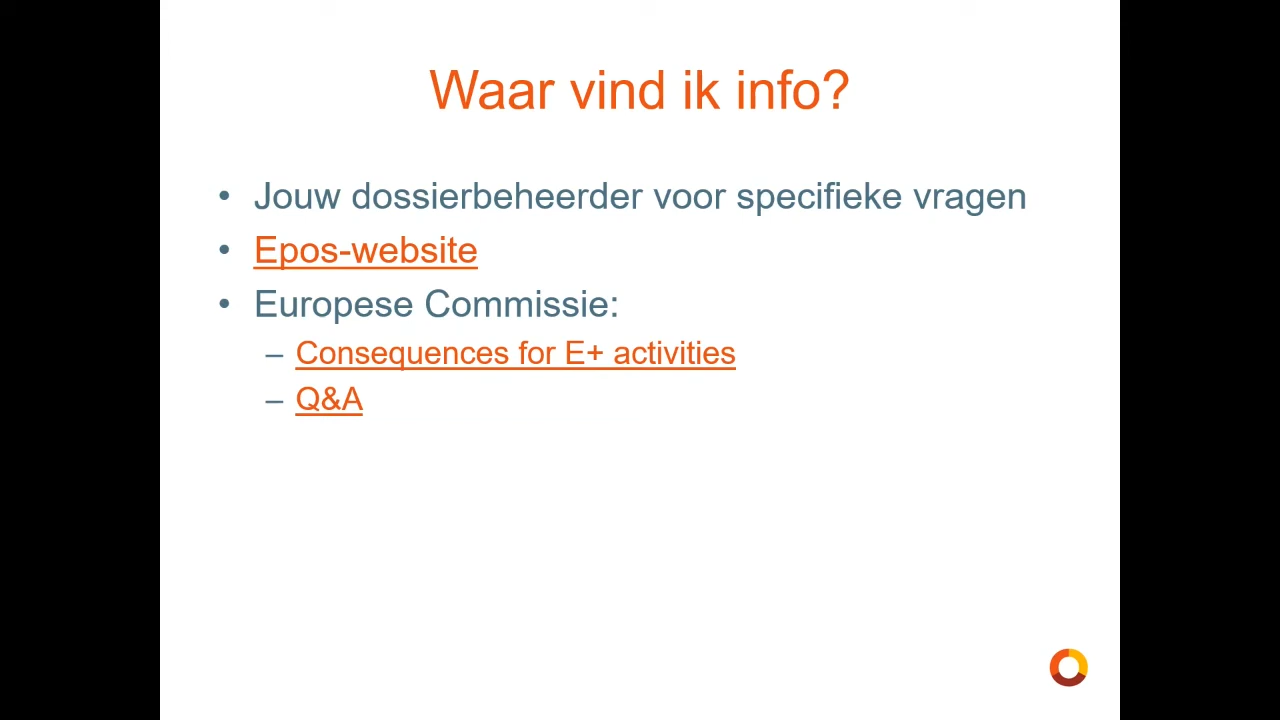 Waar vind ik info?
• Jouw dossierbeheerder voor specifieke vragen
• Epos-website
• Europese Commissie:
– Consequences for E+ activities
– Q&A